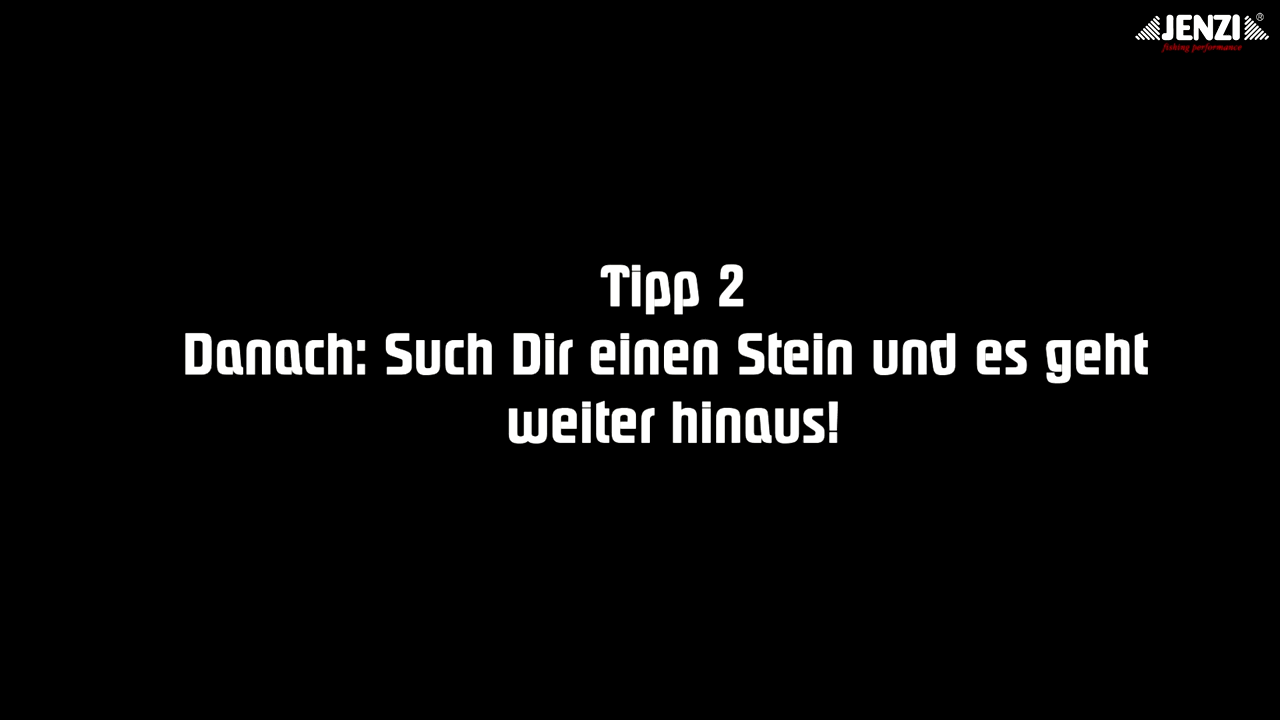 JENZI®
fishing performance
Tipp 2
Danach: Such Dir einen Stein und es geht
weiter hinaus!